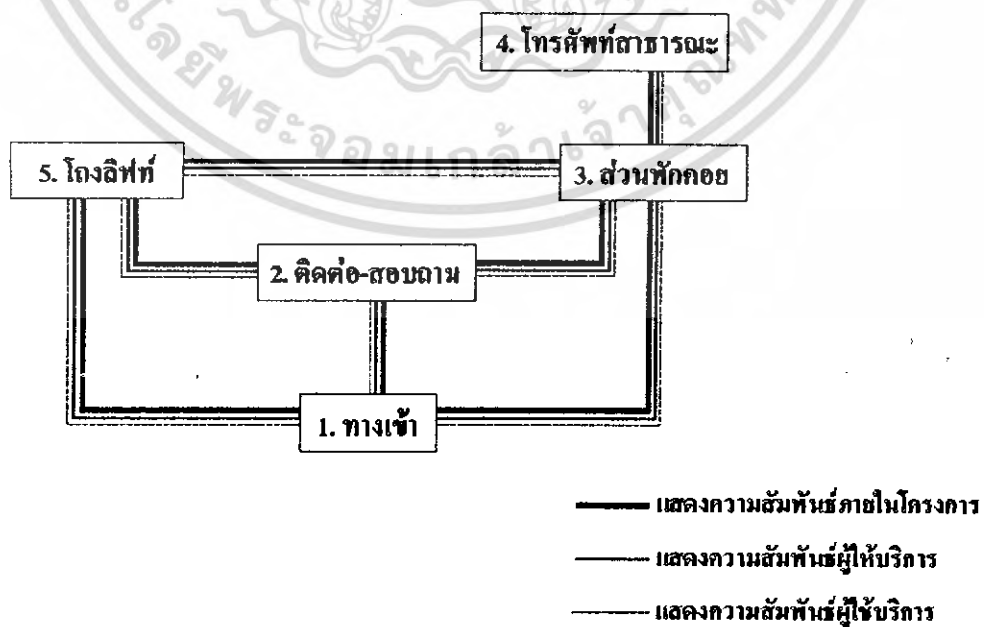 4. โทรศัพท์สาธารณะ
5. โถงลิฟท์
3. ส่วนพักคอย
2. ติดต่อ-สอบถาม
1. ทางเข้า
แสดงความสัมพันธ์ภายในโครงการ
แสดงความสัมพันธ์ผู้ให้บริการ
แสดงความสัมพันธ์ผู้ใช้บริการ